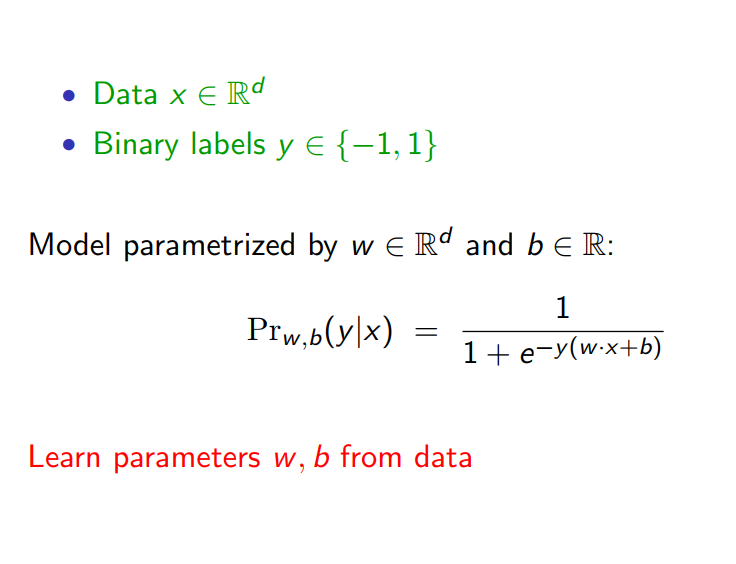 • Data x ∈ ℝ^d
• Binary labels y ∈ {−1, 1}
Model parametrized by w ∈ ℝ^d and b ∈ ℝ:
Pr_{w,b}(y|x) = 1 / (1 + e^{−y(w·x+b)})
Learn parameters w, b from data